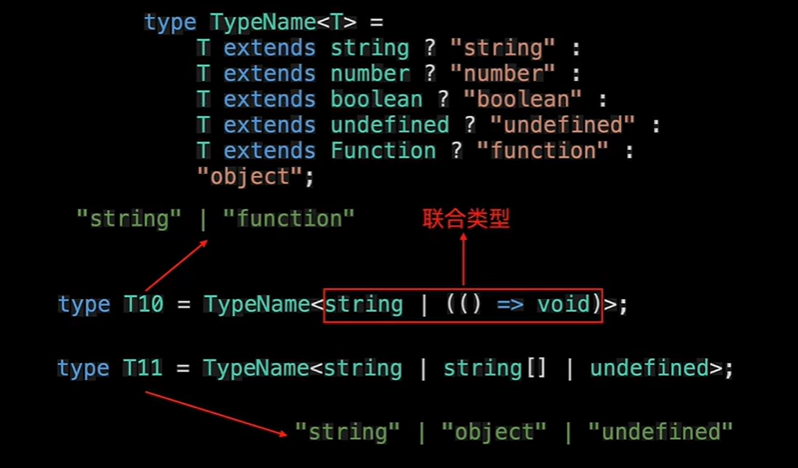 type TypeName<T> =
T extends string ? "string" :
T extends number ? "number" :
T extends boolean ? "boolean" :
T extends undefined ? "undefined" :
T extends Function ? "function" :
"object";
"string" | "function"
联合类型
type T10 = TypeName<string | (() => void)>;
type T11 = TypeName<string | string[] | undefined>;
"string" | "object" | "undefined"